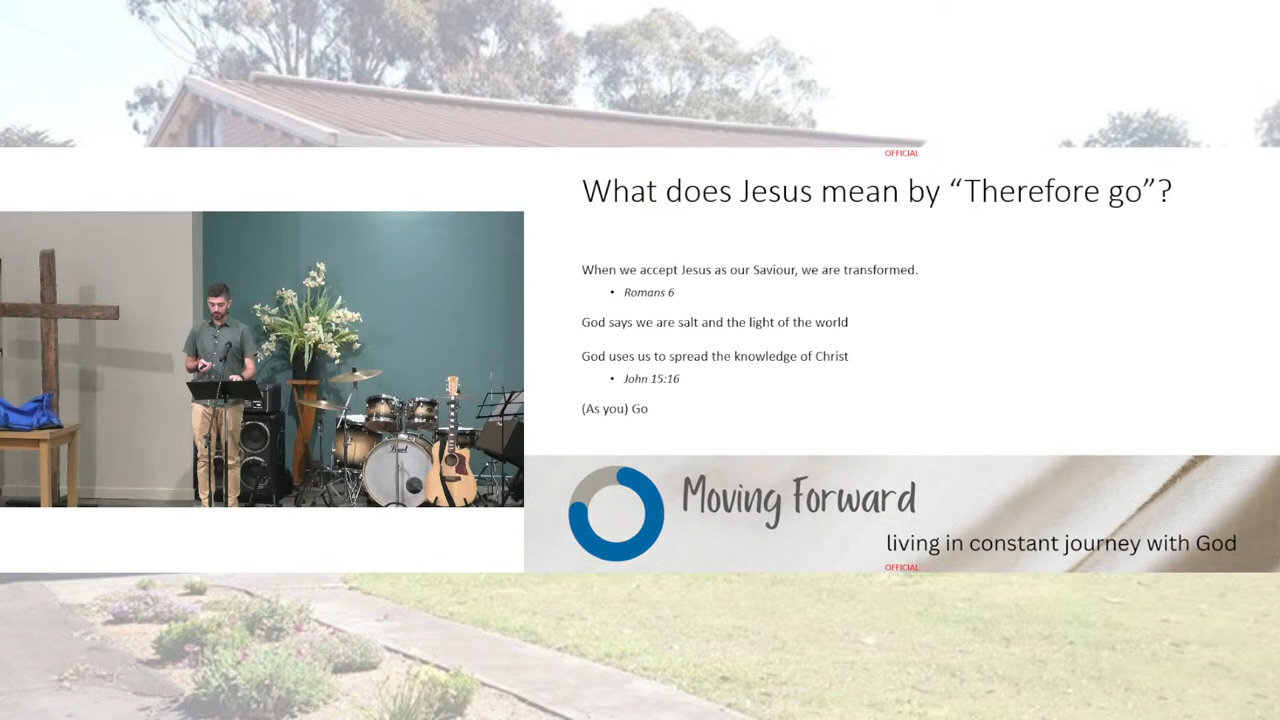 OFFICIAL
What does Jesus mean by “Therefore go”?
When we accept Jesus as our Saviour, we are transformed.
• Romans 6
God says we are salt and the light of the world
God uses us to spread the knowledge of Christ
• John 15:16
(As you) Go
Moving Forward
living in constant journey with God
OFFICIAL
Pearl